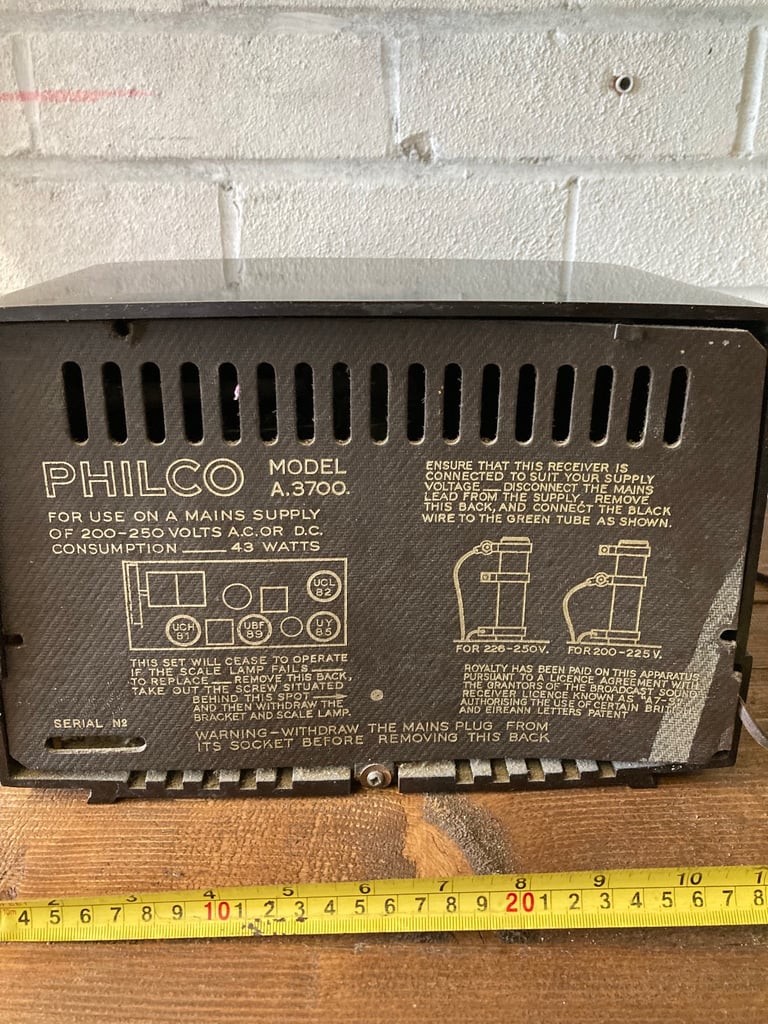 PHILCO MODEL A.3700.
FOR USE ON A MAINS SUPPLY
OF 200-250 VOLTS A.C. OR D.C.
CONSUMPTION ___ 43 WATTS
UCL 82
UCH 81
UBF 89
UY 85
THIS SET WILL CEASE TO OPERATE
IF THE SCALE LAMP FAILS ___
TO REPLACE ___ REMOVE THIS BACK,
TAKE OUT THE SCREW SITUATED
BEHIND THIS SPOT ___
AND THEN WITHDRAW THE
BRACKET AND SCALE LAMP.
SERIAL Nº
ENSURE THAT THIS RECEIVER IS
CONNECTED TO SUIT YOUR SUPPLY
VOLTAGE ___ DISCONNECT THE MAINS
LEAD FROM THE SUPPLY, REMOVE
THIS BACK, AND CONNECT THE BLACK
WIRE TO THE GREEN TUBE AS SHOWN.
FOR 226-250V.
FOR 200-225V.
ROYALTY HAS BEEN PAID ON THIS APPARATUS
PURSUANT TO A LICENCE AGREEMENT WITH
THE GRANTORS OF THE BROADCAST SOUND
RECEIVER LICENCE KNOWN AS "A7-
AUTHORISING THE USE OF CERTAIN BRITI
AND EIREANN LETTERS PATENT
WARNING-WITHDRAW THE MAINS PLUG FROM
ITS SOCKET BEFORE REMOVING THIS BACK
2 3 4 5 6 7 8 9 10 1
4 5 6 7 8 9 10 1 2 3 4 5 6 7 8 9 20 1 2 3 4 5 6 7 8